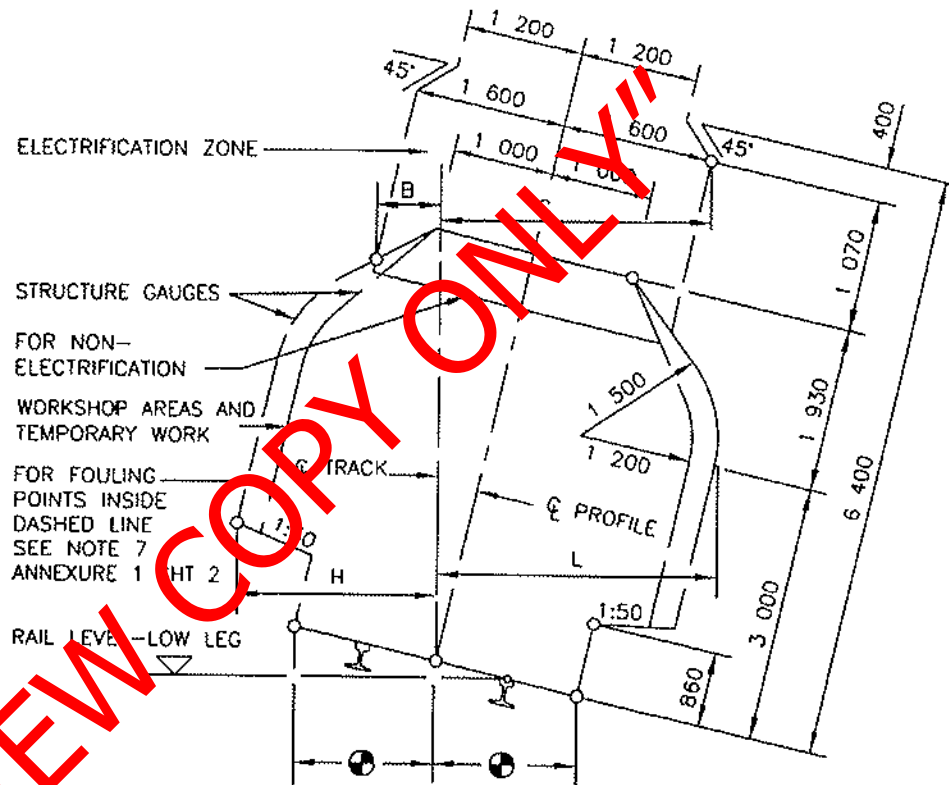 1 200
1 200
45°
1 600
600
45°
400
ELECTRIFICATION ZONE
1 000
B
1 070
STRUCTURE GAUGES
FOR NON-
ELECTRIFICATION
1 500
1 930
WORKSHOP AREAS AND
TEMPORARY WORK
1 200
6 400
℄ TRACK
FOR FOULING
POINTS INSIDE
DASHED LINE
SEE NOTE 7
ANNEXURE 1 HT 2
℄ PROFILE
H
L
1:50
3 000
RAIL LEVEL-LOW LEG
860
EW COPY ONLY"